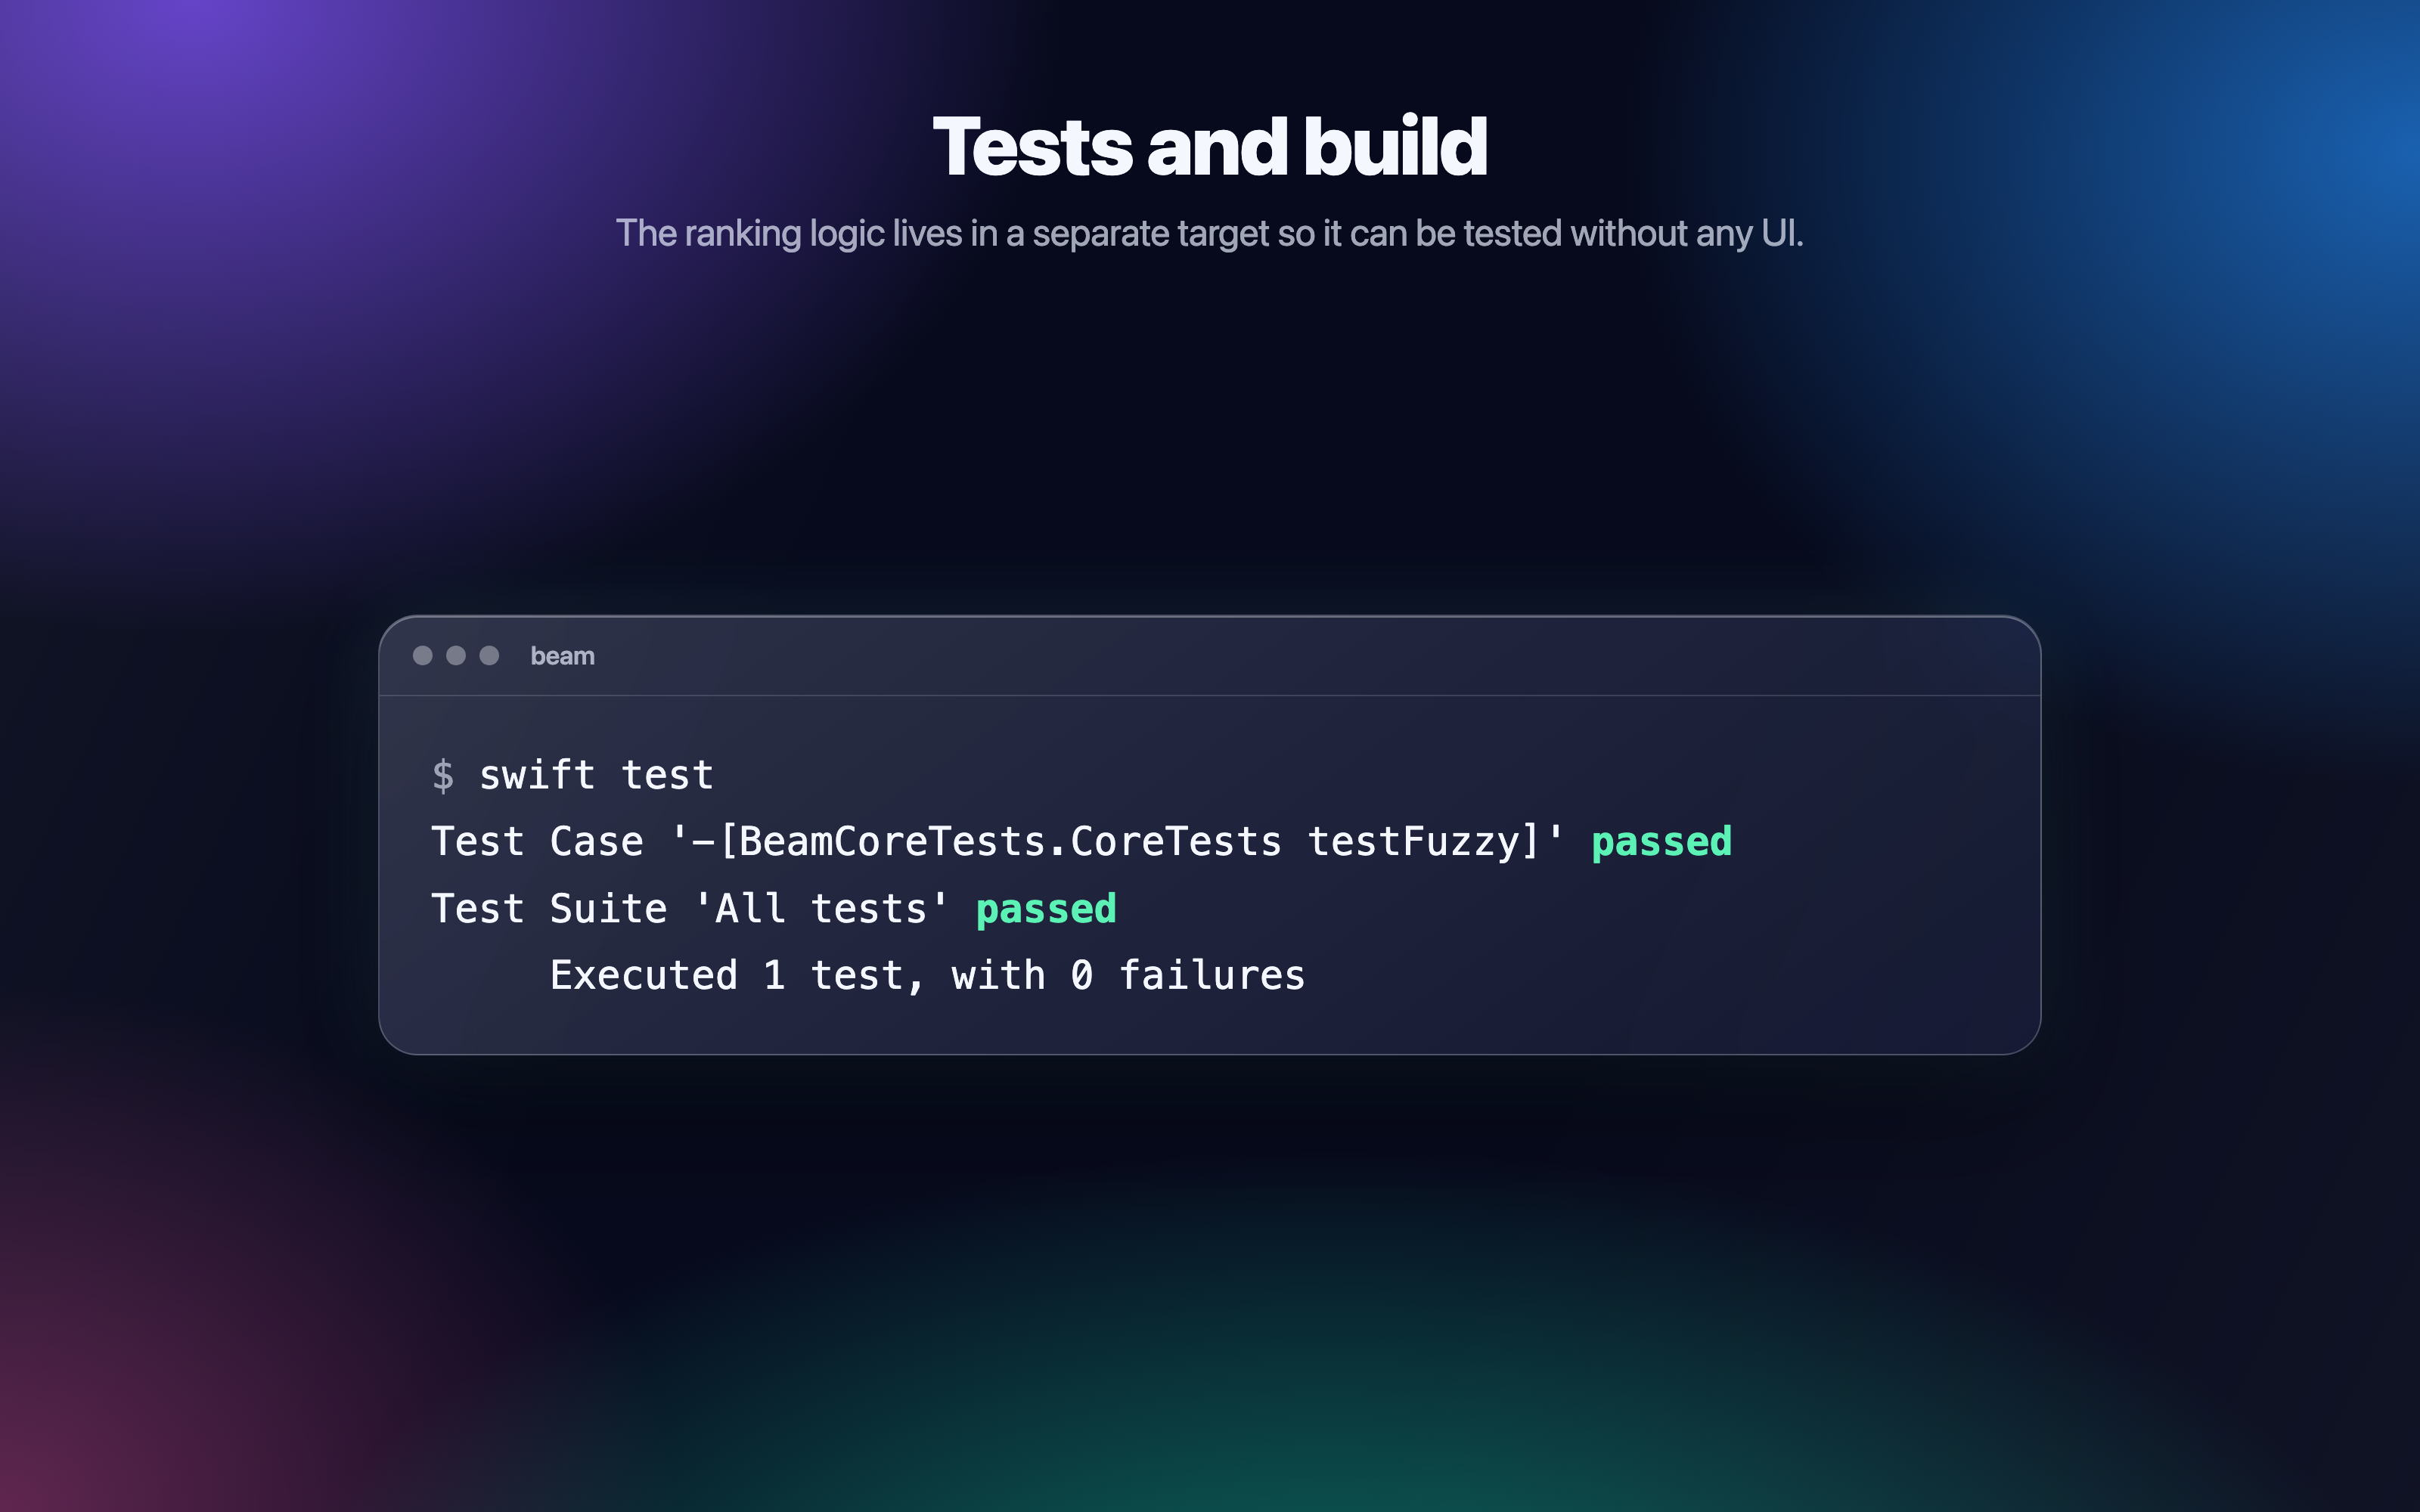 Tests and build
The ranking logic lives in a separate target so it can be tested without any UI.
beam
$ swift test
Test Case '-[BeamCoreTests.CoreTests testFuzzy]' passed
Test Suite 'All tests' passed
Executed 1 test, with 0 failures